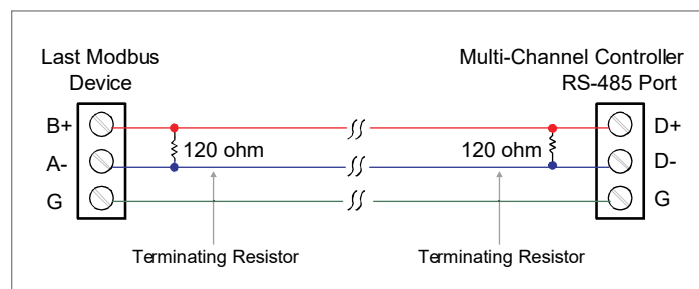 Last Modbus
Device
Multi-Channel Controller
RS-485 Port
B+
D+
120 ohm
120 ohm
A-
D-
G
G
Terminating Resistor
Terminating Resistor